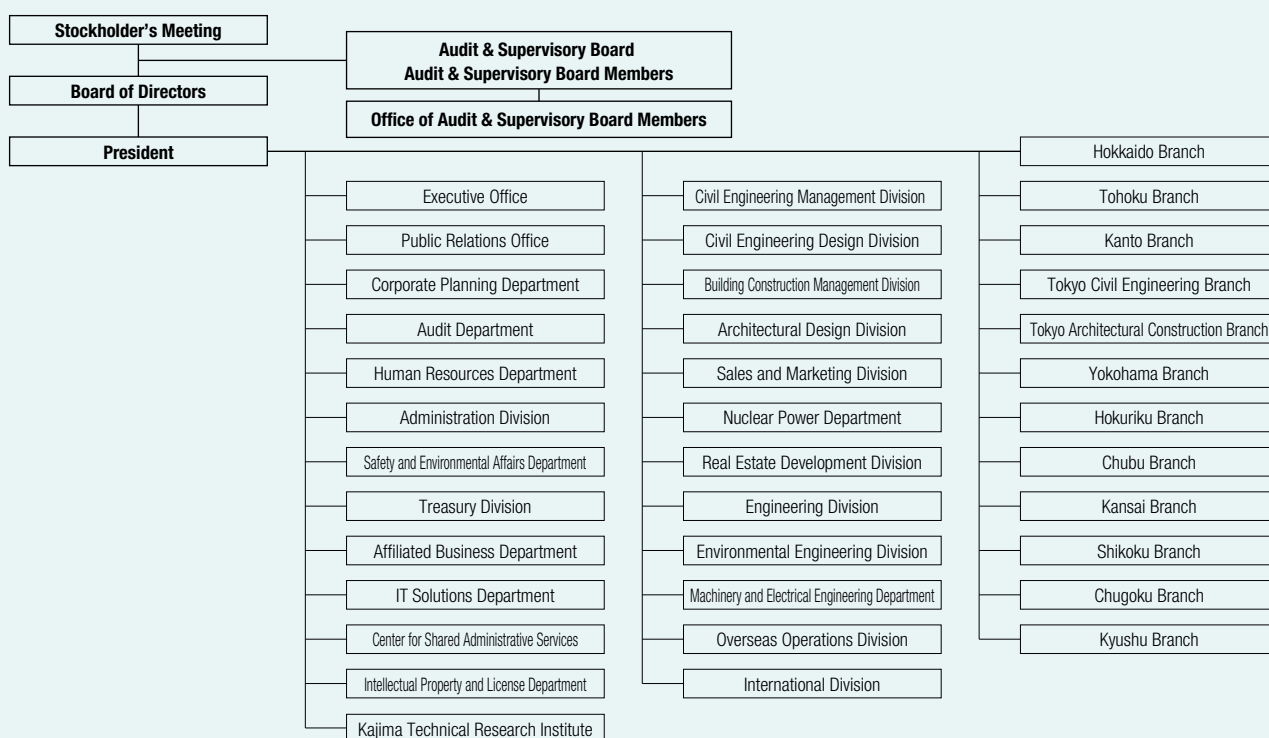 Stockholder's Meeting
Audit & Supervisory Board
Audit & Supervisory Board Members
Board of Directors
Office of Audit & Supervisory Board Members
President
Executive Office
Public Relations Office
Corporate Planning Department
Audit Department
Human Resources Department
Administration Division
Safety and Environmental Affairs Department
Treasury Division
Affiliated Business Department
IT Solutions Department
Center for Shared Administrative Services
Intellectual Property and License Department
Kajima Technical Research Institute
Civil Engineering Management Division
Civil Engineering Design Division
Building Construction Management Division
Architectural Design Division
Sales and Marketing Division
Nuclear Power Department
Real Estate Development Division
Engineering Division
Environmental Engineering Division
Machinery and Electrical Engineering Department
Overseas Operations Division
International Division
Hokkaido Branch
Tohoku Branch
Kanto Branch
Tokyo Civil Engineering Branch
Tokyo Architectural Construction Branch
Yokohama Branch
Hokuriku Branch
Chubu Branch
Kansai Branch
Shikoku Branch
Chugoku Branch
Kyushu Branch